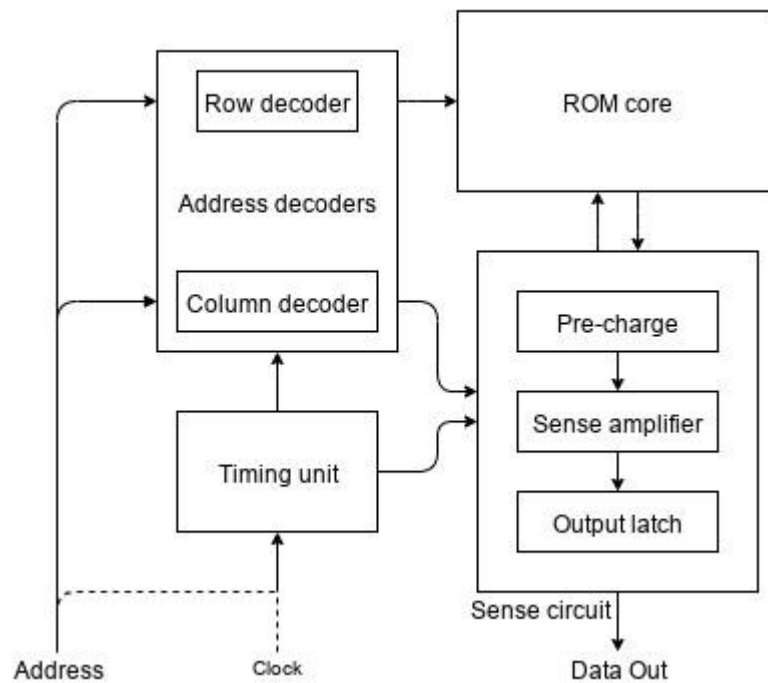 Row decoder
ROM core
Address decoders
Column decoder
Pre-charge
Sense amplifier
Timing unit
Output latch
Sense circuit
Address
Clock
Data Out